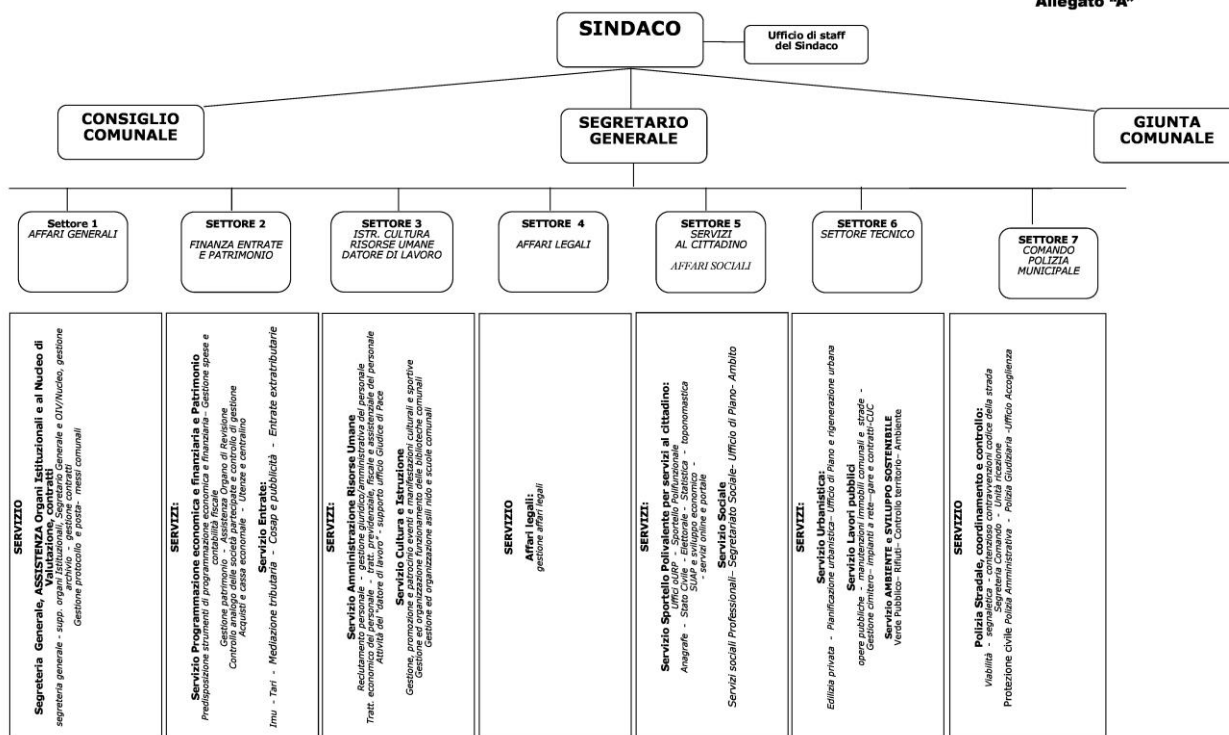 Allegato "A"
SINDACO
Ufficio di staff
del Sindaco
CONSIGLIO
COMUNALE
SEGRETARIO
GENERALE
GIUNTA
COMUNALE
Settore 1
AFFARI GENERALI
SETTORE 2
FINANZA ENTRATE
E PATRIMONIO
SETTORE 3
ISTR. CULTURA
RISORSE UMANE
DATORE DI LAVORO
SETTORE 4
AFFARI LEGALI
SETTORE 5
SERVIZI
AL CITTADINO
AFFARI SOCIALI
SETTORE 6
SETTORE TECNICO
SETTORE 7
COMANDO
POLIZIA
MUNICIPALE
SERVIZIO
Segreteria Generale, ASSISTENZA Organi Istituzionali e al Nucleo di
Valutazione, contratti
segreteria generale - supp. organi Istituzionali, Segretario Generale e OIV/Nucleo, gestione
archivio - gestione contratti
Gestione protocollo e posta- messi comunali
SERVIZI:
Servizio Programmazione economica e finanziaria e Patrimonio
Predisposizione strumenti di programmazione economica e finanziaria– Gestione spese e
contabilità fiscale
Gestione patrimonio - Assistenza Organo di Revisione
Controllo analogo delle società partecipate e controllo di gestione
Acquisti e cassa economale - Utenze e centralino
Servizio Entrate:
Imu - Tari - Mediazione tributaria - Cosap e pubblicità - Entrate extratributarie
SERVIZI:
Servizio Amministrazione Risorse Umane
Reclutamento personale - gestione giuridico/amministrativa del personale
Tratt. economico del personale - tratt. previdenziale, fiscale e assistenziale del personale
Attività del "datore di lavoro" - supporto ufficio Giudice di Pace
Servizio Cultura e Istruzione
Gestione, promozione e patrocinio eventi e manifestazioni culturali e sportive
Gestione ed organizzazione funzionamento delle biblioteche comunali
Gestione ed organizzazione asili nido e scuole comunali
SERVIZIO
Affari legali:
gestione affari legali
SERVIZI:
Servizio Sportello Polivalente per servizi al cittadino:
Uffici oURP - Sportello Polifunzionale
Anagrafe - Stato Civile - Elettorale - Statistica - toponomastica
SUAP e sviluppo economico -
- servizi online e portale
Servizio Sociale
Servizi sociali Professionali– Segretariato Sociale- Ufficio di Piano- Ambito
SERVIZI:
Servizio Urbanistica:
Edilizia privata - Planificazione urbanistica– Ufficio di Piano e rigenerazione urbana
Servizio Lavori pubblici
opere pubbliche - manutenzioni immobili comunali e strade -
Gestione cimitero– impianti a rete—gare e contratti-CUC
Servizio AMBIENTE e SVILUPPO SOSTENIBILE
Verde Pubblico– Rifiuti– Controllo territorio– Ambiente
SERVIZIO
Polizia Stradale, coordinamento e controllo:
Viabilità - segnaletica - contenzioso contravvenzioni codice della strada
Segreteria Comando - Unità ricezione
Protezione civile Polizia Amministrativa - Polizia Giudiziaria -Ufficio Accoglienza